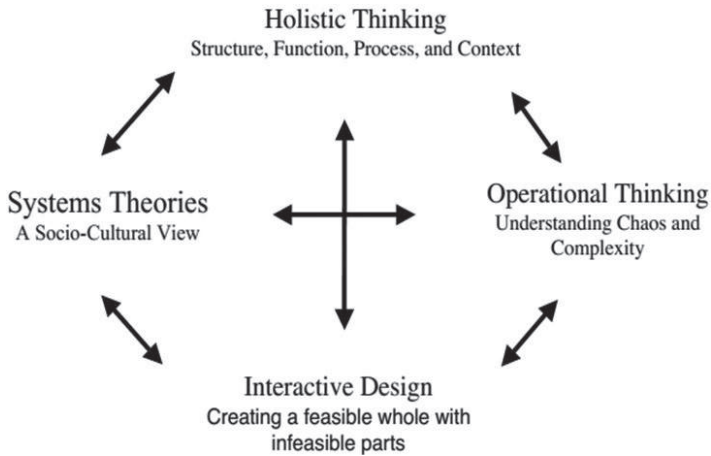 Holistic Thinking
Structure, Function, Process, and Context
Systems Theories
A Socio-Cultural View
Operational Thinking
Understanding Chaos and
Complexity
Interactive Design
Creating a feasible whole with
infeasible parts